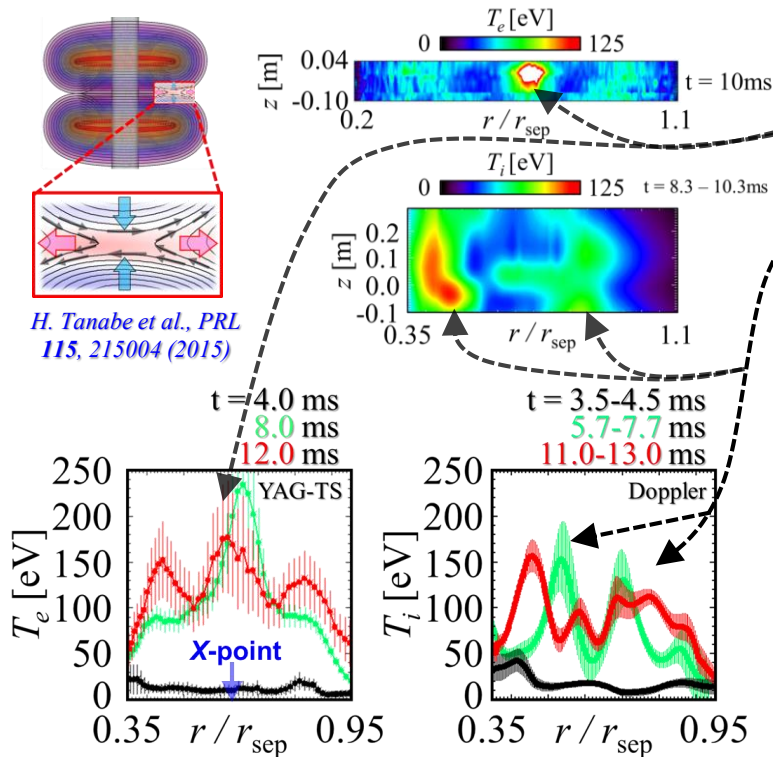 T_e [eV]
0 125
z [m]
0.04
-0.10
t = 10ms
0.2 r / r_sep 1.1
T_i [eV]
0 125
t = 8.3 – 10.3ms
z [m]
0.2
0.1
0.0
-0.1
0.35 r / r_sep 1.1
H. Tanabe et al., PRL
115, 215004 (2015)
t = 4.0 ms
8.0 ms
12.0 ms
YAG-TS
T_e [eV]
250
200
150
100
50
0
X-point
0.35 r / r_sep 0.95
t = 3.5-4.5 ms
5.7-7.7 ms
11.0-13.0 ms
Doppler
T_i [eV]
250
200
150
100
50
0
0.35 r / r_sep 0.95